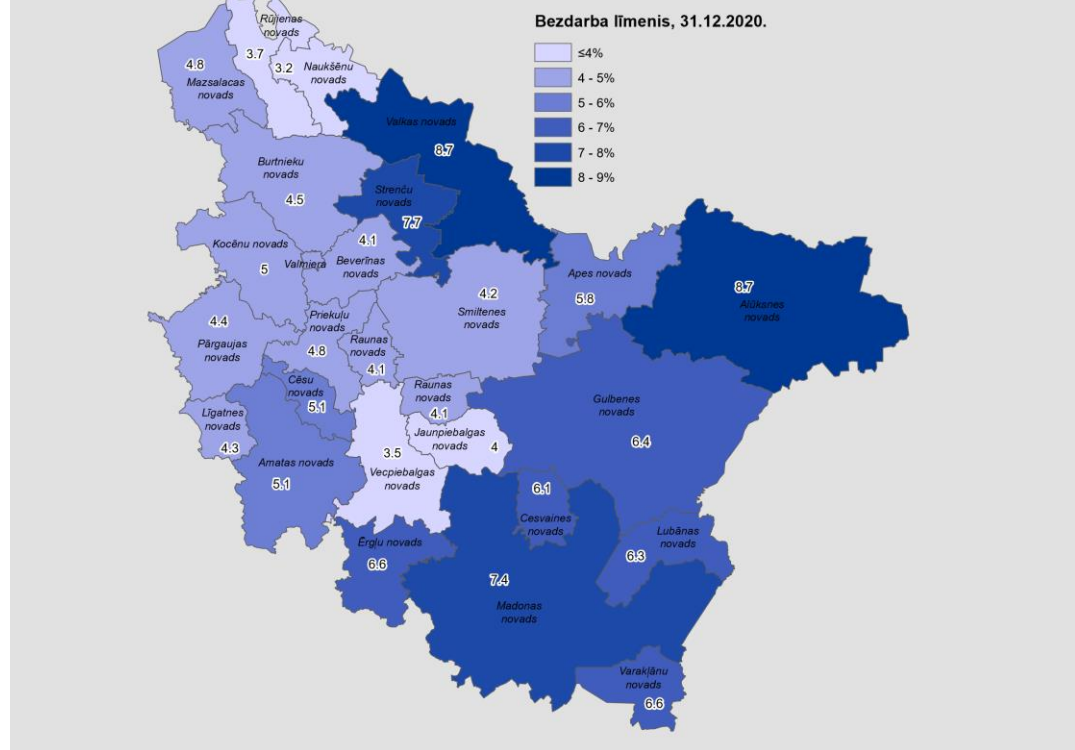 Bezdarba līmenis, 31.12.2020.
≤4%
4 - 5%
5 - 6%
6 - 7%
7 - 8%
8 - 9%
Rūjienas
novads
3.7
3.2
Naukšēnu
novads
4.8
Mazsalacas
novads
Valkas novads
8.7
Burtnieku
novads
4.5
Strenču
novads
7.7
Kocēnu novads
5
Valmiera
4.1
Beverīnas
novads
Apes novads
5.8
8.7
Alūksnes
novads
4.2
Smiltenes
novads
4.4
Pārgaujas
novads
Priekuļu
novads
4.8
Raunas
novads
4.1
Cēsu
novads
5.1
Raunas
novads
4.1
Gulbenes
novads
6.4
Līgatnes
novads
4.3
Jaunpiebalgas
novads
4
Amatas novads
5.1
3.5
Vecpiebalgas
novads
6.1
Cesvaines
novads
Lubānas
novads
6.3
Ērgļu novads
6.6
7.4
Madonas
novads
Varakļānu
novads
6.6